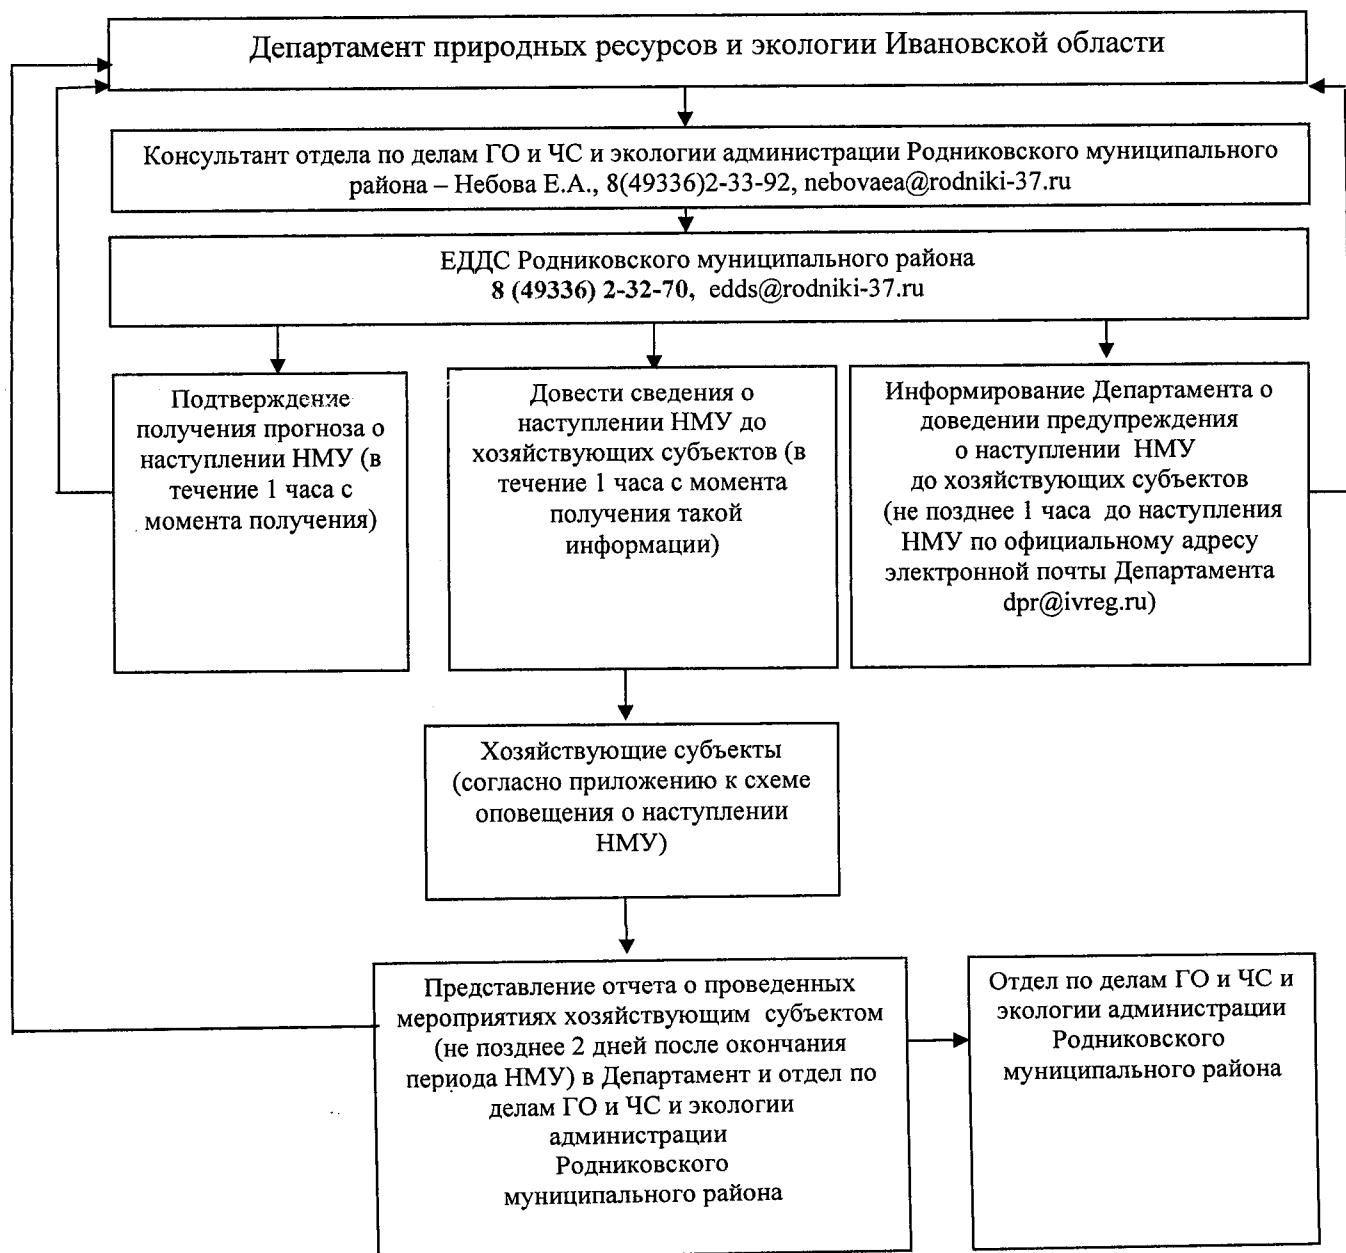 Департамент природных ресурсов и экологии Ивановской области
Консультант отдела по делам ГО и ЧС и экологии администрации Родниковского муниципального
района – Небова Е.А., 8(49336)2-33-92, nebovaea@rodniki-37.ru
ЕДДС Родниковского муниципального района
8 (49336) 2-32-70, edds@rodniki-37.ru
Подтверждение
получения прогноза о
наступлении НМУ (в
течение 1 часа с
момента получения)
Довести сведения о
наступлении НМУ до
хозяйствующих субъектов (в
течение 1 часа с момента
получения такой
информации)
Информирование Департамента о
доведении предупреждения
о наступлении НМУ
до хозяйствующих субъектов
(не позднее 1 часа до наступления
НМУ по официальному адресу
электронной почты Департамента
dpr@ivreg.ru)
Хозяйствующие субъекты
(согласно приложению к схеме
оповещения о наступлении
НМУ)
Представление отчета о проведенных
мероприятиях хозяйствующим субъектом
(не позднее 2 дней после окончания
периода НМУ) в Департамент и отдел по
делам ГО и ЧС и экологии
администрации
Родниковского
муниципального района
Отдел по делам ГО и ЧС и
экологии администрации
Родниковского
муниципального района